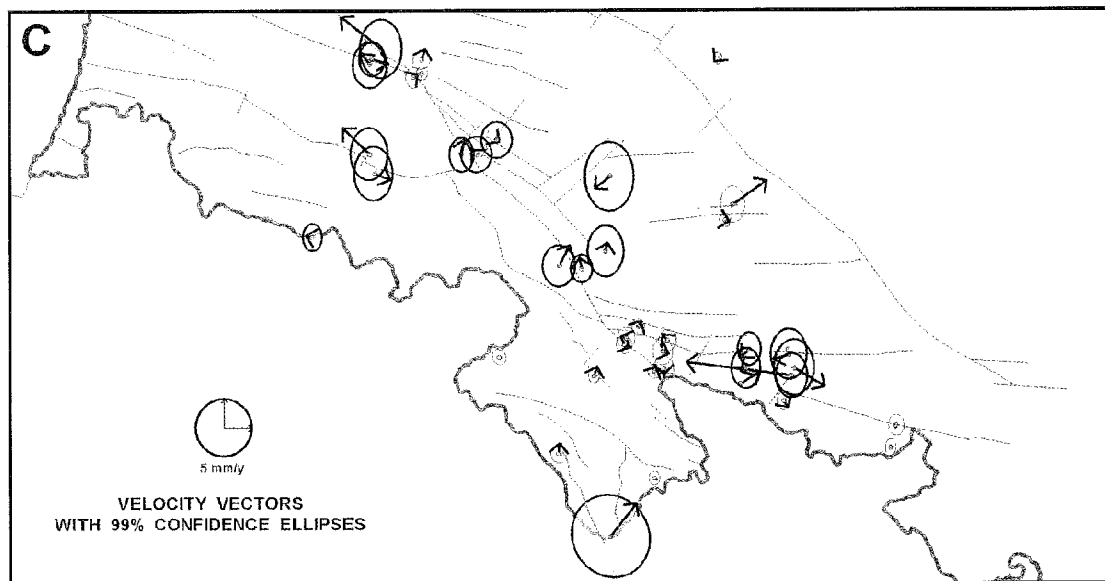 C
5 mm/y
VELOCITY VECTORS
WITH 99% CONFIDENCE ELLIPSES